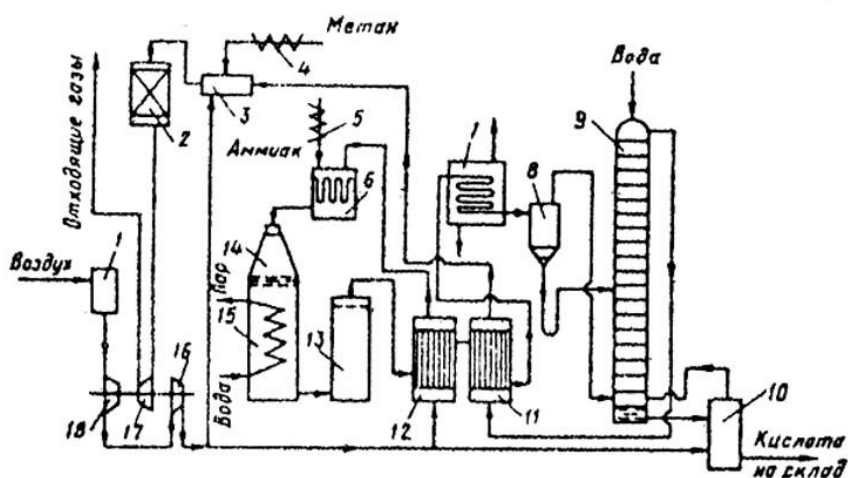 Метан
Вода
4
3
2
5
9
Аммиак
1
8
6
Отходящие газы
1
14
Воздух
Пар
15
13
16
10
Вода
12
11
18
17
Кислота
на склад